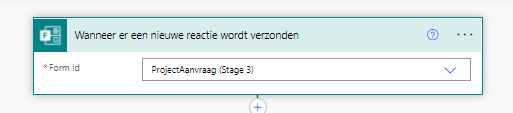 Wanneer er een nieuwe reactie wordt verzonden
* Form Id
ProjectAanvraag (Stage 3)